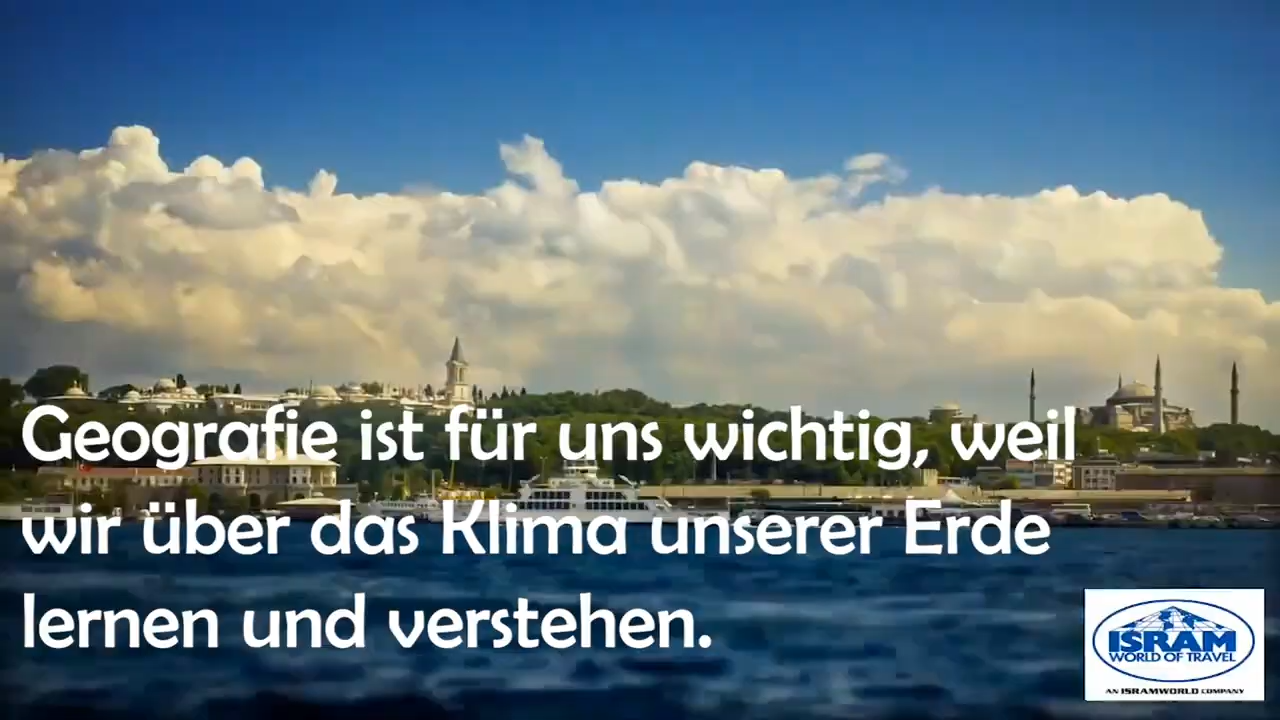 Geografie ist für uns wichtig, weil
wir über das Klima unserer Erde
lernen und verstehen.
ISRAM
WORLD OF TRAVEL
AN ISRAMWORLD COMPANY